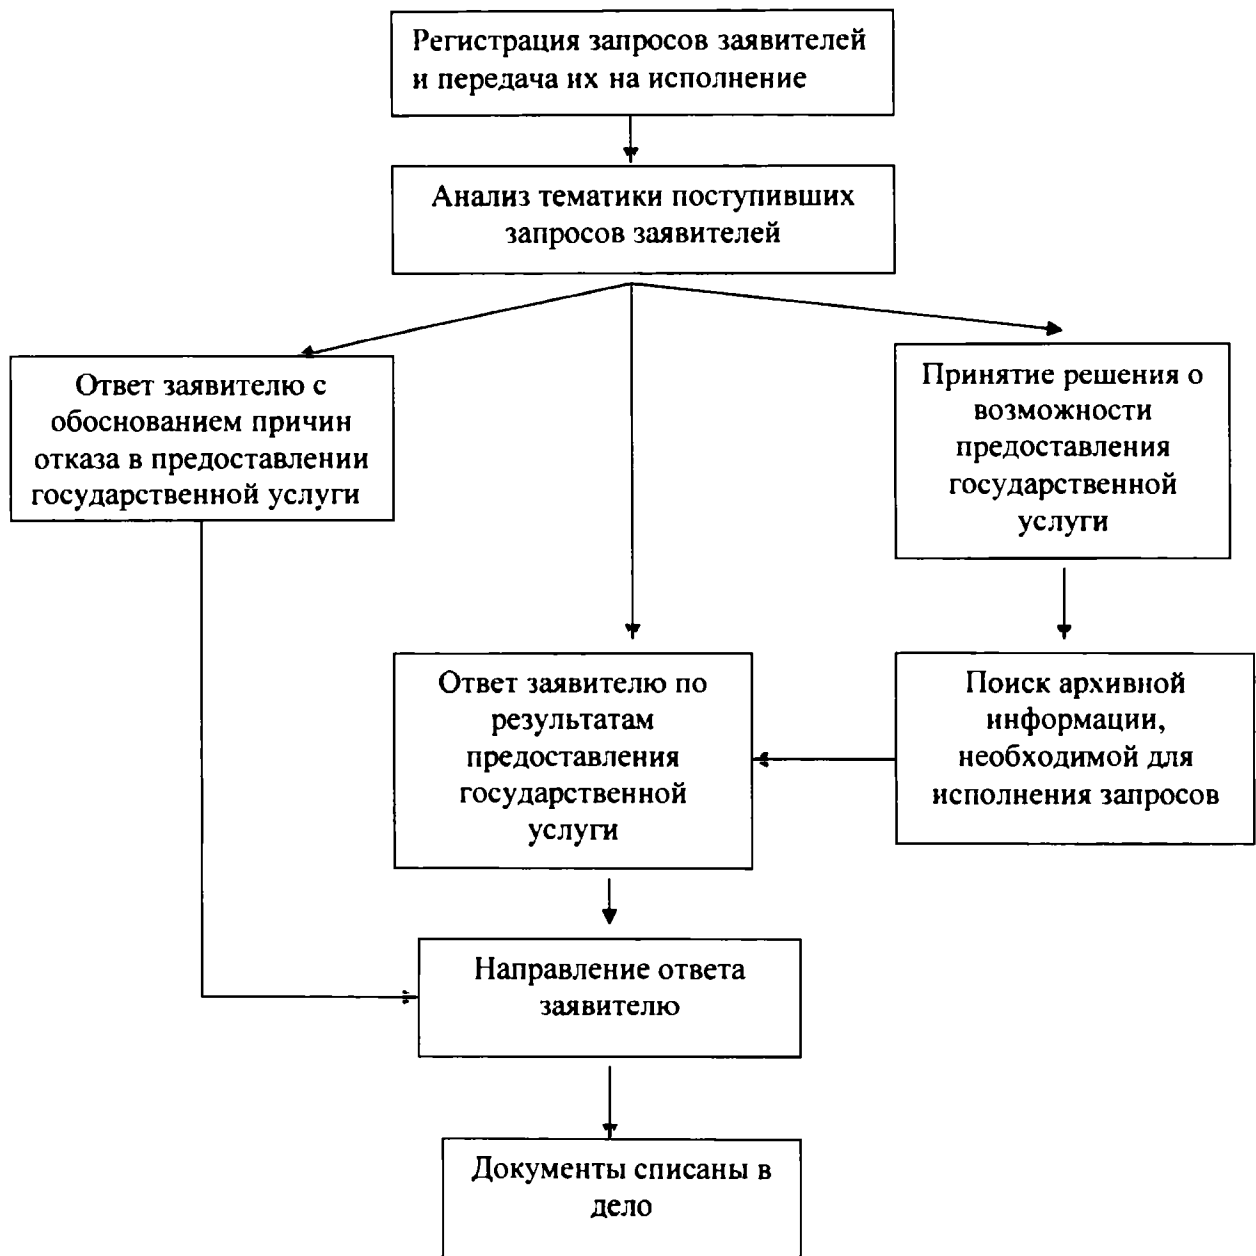 Регистрация запросов заявителей
и передача их на исполнение
Анализ тематики поступивших
запросов заявителей
Ответ заявителю с
обоснованием причин
отказа в предоставлении
государственной услуги
Принятие решения о
возможности
предоставления
государственной
услуги
Ответ заявителю по
результатам
предоставления
государственной
услуги
Поиск архивной
информации,
необходимой для
исполнения запросов
Направление ответа
заявителю
Документы списаны в
дело